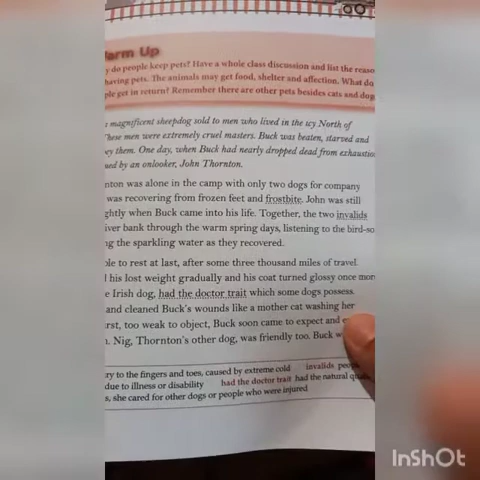 arm Up
y do people keep pets? Have a whole class discussion and list the reaso
having pets. The animals may get food, shelter and affection. What do
ple get in return? Remember there are other pets besides cats and dog
magnificent sheepdog sold to men who lived in the icy North of
These men were extremely cruel masters. Buck was beaten, starved and
ey them. One day, when Buck had nearly dropped dead from exhaustio
ued by an onlooker, John Thornton.
nton was alone in the camp with only two dogs for company
was recovering from frozen feet and frostbite. John was still
ghtly when Buck came into his life. Together, the two invalids
iver bank through the warm spring days, listening to the bird-so
ng the sparkling water as they recovered.
ble to rest at last, after some three thousand miles of travel.
his lost weight gradually and his coat turned glossy once more
e Irish dog, had the doctor trait which some dogs possess.
and cleaned Buck's wounds like a mother cat washing her
rst, too weak to object, Buck soon came to expect and
. Nig, Thornton's other dog, was friendly too. Buck w
ry to the fingers and toes, caused by extreme cold invalids peop
due to illness or disability had the doctor trait had the natural
s, she cared for other dogs or people who were injured
InShOt